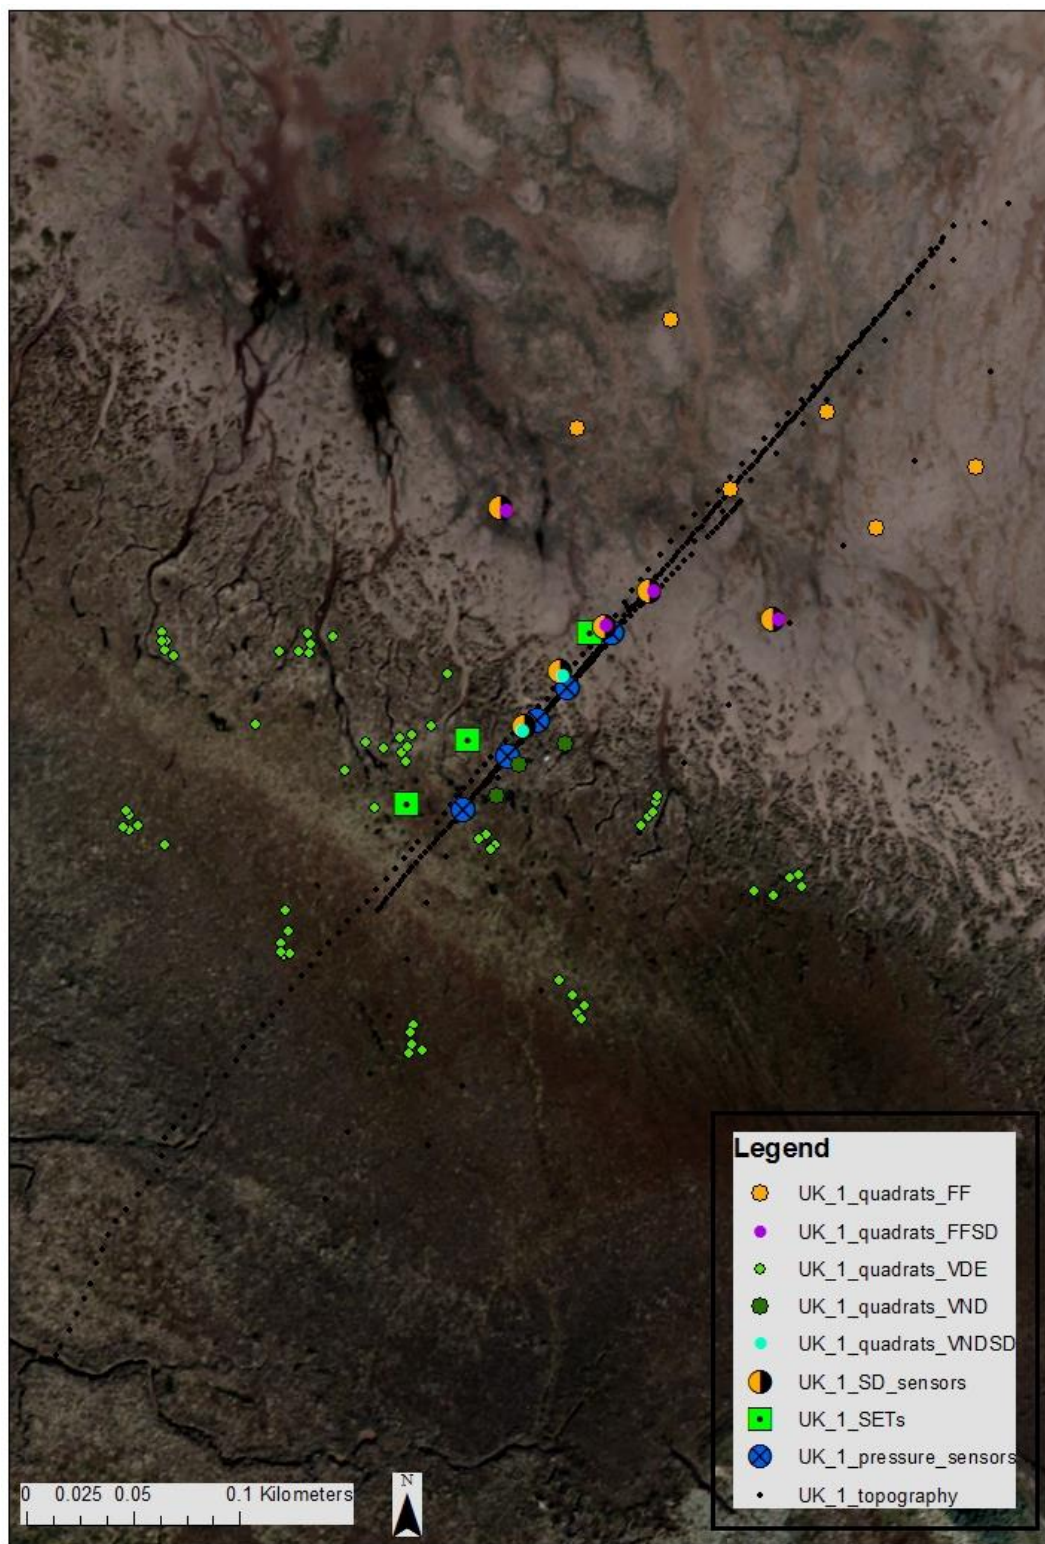 Legend
UK_1_quadrats_FF
UK_1_quadrats_FFSD
UK_1_quadrats_VDE
UK_1_quadrats_VND
UK_1_quadrats_VNDSD
UK_1_SD_sensors
UK_1_SETs
UK_1_pressure_sensors
UK_1_topography
0 0.025 0.05 0.1 Kilometers
N